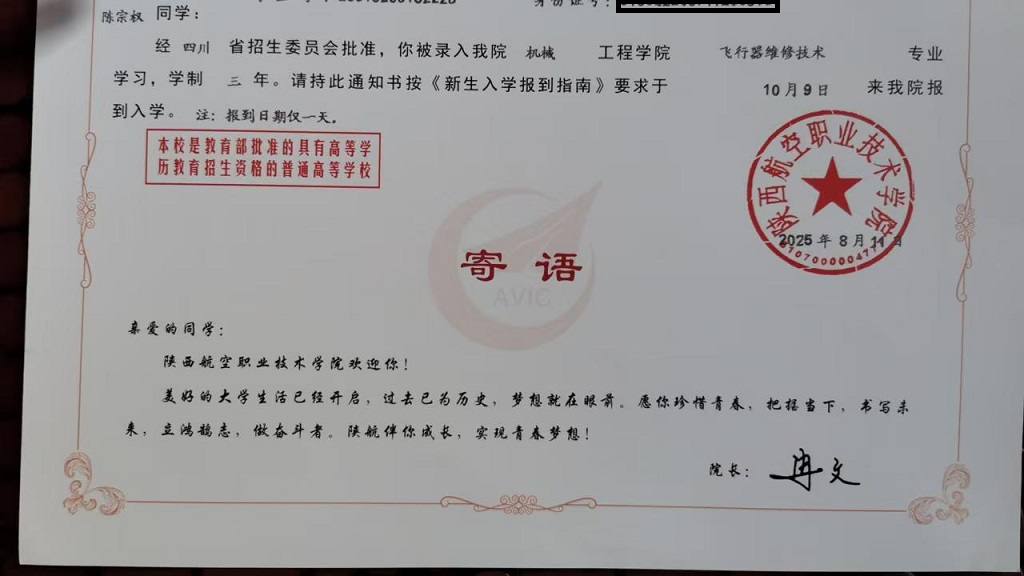 身份证号：
陈宗权 同学：
经 四川 省招生委员会批准，你被录入我院 机械 工程学院 飞行器维修技术 专业
学习，学制 三 年。请持此通知书按《新生入学报到指南》要求于 10月9日 来我院报
到入学。 注：报到日期仅一天。
本校是教育部批准的具有高等学
历教育招生资格的普通高等学校
陕西航空职业技术学院
2025 年 8 月 11 日
寄 语
AVIC
亲爱的同学：
陕西航空职业技术学院欢迎你！
美好的大学生活已经开启，过去已为历史，梦想就在眼前。愿你珍惜青春，把握当下，书写未
来，立鸿鹄志，做奋斗者。陕航伴你成长，实现青春梦想！
院长： 冉文